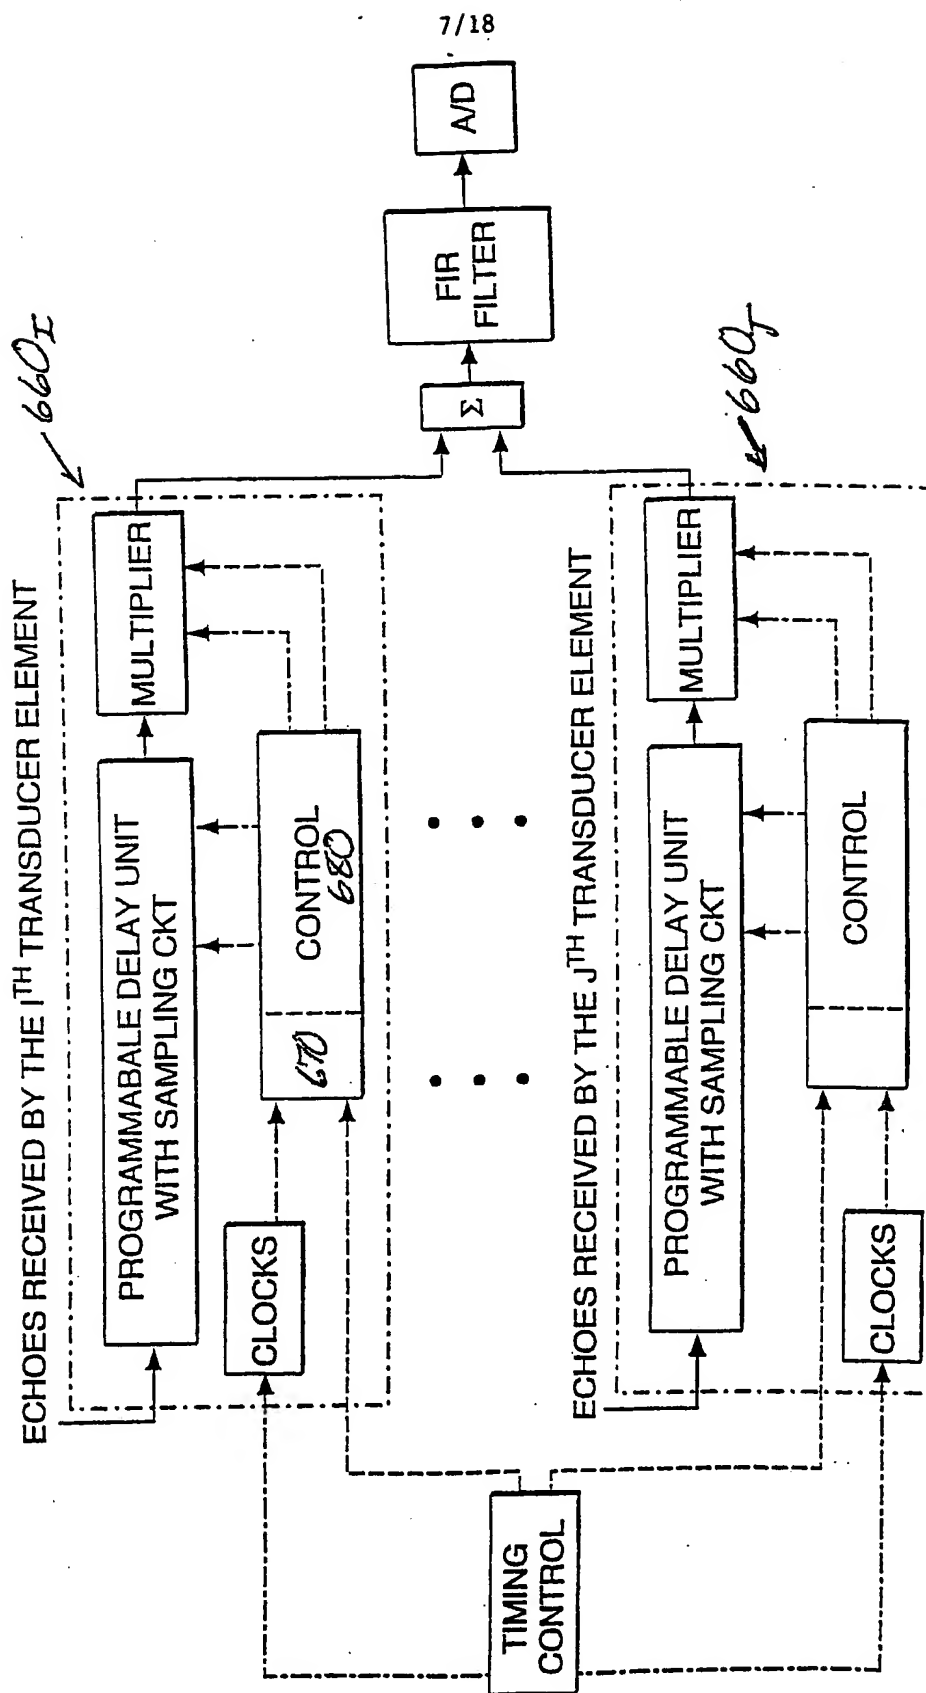 7/18
ECHOES RECEIVED BY THE ITH TRANSDUCER ELEMENT
660I
PROGRAMMABALE DELAY UNIT
WITH SAMPLING CKT
MULTIPLIER
CLOCKS
670
CONTROL
680
TIMING
CONTROL
Σ
FIR
FILTER
A/D
ECHOES RECEIVED BY THE JTH TRANSDUCER ELEMENT
660J
PROGRAMMABLE DELAY UNIT
WITH SAMPLING CKT
MULTIPLIER
CLOCKS
CONTROL